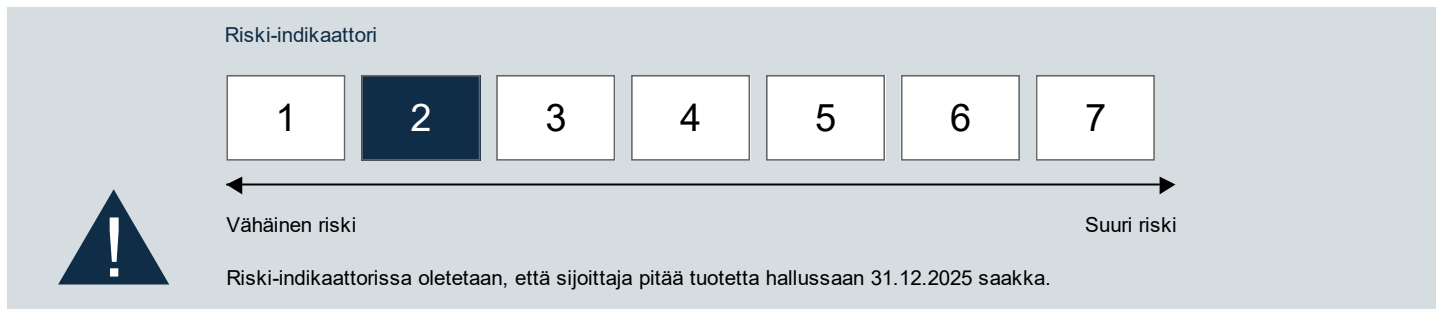 Riski-indikaattori
1 2 3 4 5 6 7
Vähäinen riski Suuri riski
!
Riski-indikaattorissa oletetaan, että sijoittaja pitää tuotetta hallussaan 31.12.2025 saakka.